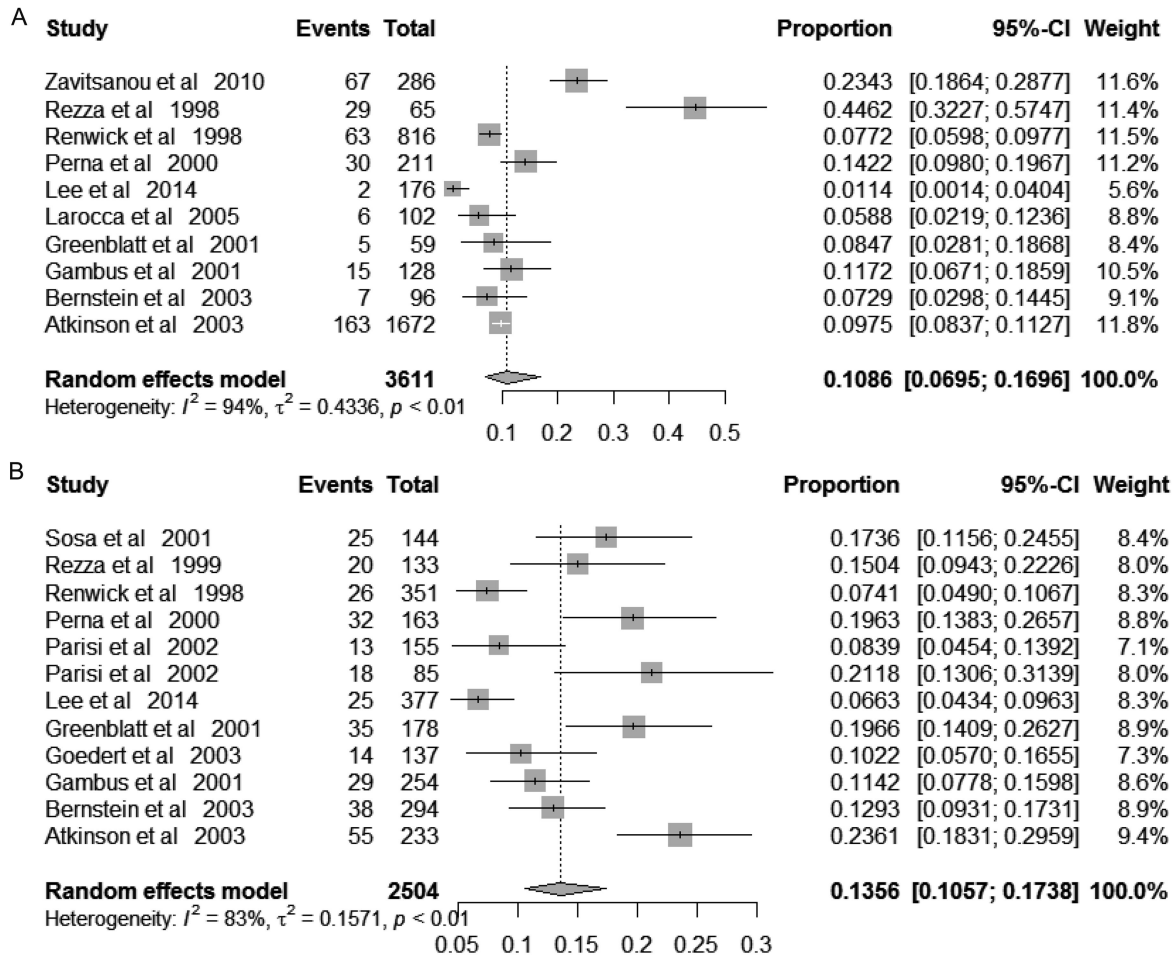 A
Study Events Total Proportion 95%-CI Weight
Zavitsanou et al 2010 67 286 0.2343 [0.1864; 0.2877] 11.6%
Rezza et al 1998 29 65 0.4462 [0.3227; 0.5747] 11.4%
Renwick et al 1998 63 816 0.0772 [0.0598; 0.0977] 11.5%
Perna et al 2000 30 211 0.1422 [0.0980; 0.1967] 11.2%
Lee et al 2014 2 176 0.0114 [0.0014; 0.0404] 5.6%
Larocca et al 2005 6 102 0.0588 [0.0219; 0.1236] 8.8%
Greenblatt et al 2001 5 59 0.0847 [0.0281; 0.1868] 8.4%
Gambus et al 2001 15 128 0.1172 [0.0671; 0.1859] 10.5%
Bernstein et al 2003 7 96 0.0729 [0.0298; 0.1445] 9.1%
Atkinson et al 2003 163 1672 0.0975 [0.0837; 0.1127] 11.8%
Random effects model 3611 0.1086 [0.0695; 0.1696] 100.0%
Heterogeneity: I² = 94%, τ² = 0.4336, p < 0.01
0.1 0.2 0.3 0.4 0.5
B
Study Events Total Proportion 95%-CI Weight
Sosa et al 2001 25 144 0.1736 [0.1156; 0.2455] 8.4%
Rezza et al 1999 20 133 0.1504 [0.0943; 0.2226] 8.0%
Renwick et al 1998 26 351 0.0741 [0.0490; 0.1067] 8.3%
Perna et al 2000 32 163 0.1963 [0.1383; 0.2657] 8.8%
Parisi et al 2002 13 155 0.0839 [0.0454; 0.1392] 7.1%
Parisi et al 2002 18 85 0.2118 [0.1306; 0.3139] 8.0%
Lee et al 2014 25 377 0.0663 [0.0434; 0.0963] 8.3%
Greenblatt et al 2001 35 178 0.1966 [0.1409; 0.2627] 8.9%
Goedert et al 2003 14 137 0.1022 [0.0570; 0.1655] 7.3%
Gambus et al 2001 29 254 0.1142 [0.0778; 0.1598] 8.6%
Bernstein et al 2003 38 294 0.1293 [0.0931; 0.1731] 8.9%
Atkinson et al 2003 55 233 0.2361 [0.1831; 0.2959] 9.4%
Random effects model 2504 0.1356 [0.1057; 0.1738] 100.0%
Heterogeneity: I² = 83%, τ² = 0.1571, p < 0.01
0.05 0.1 0.15 0.2 0.25 0.3